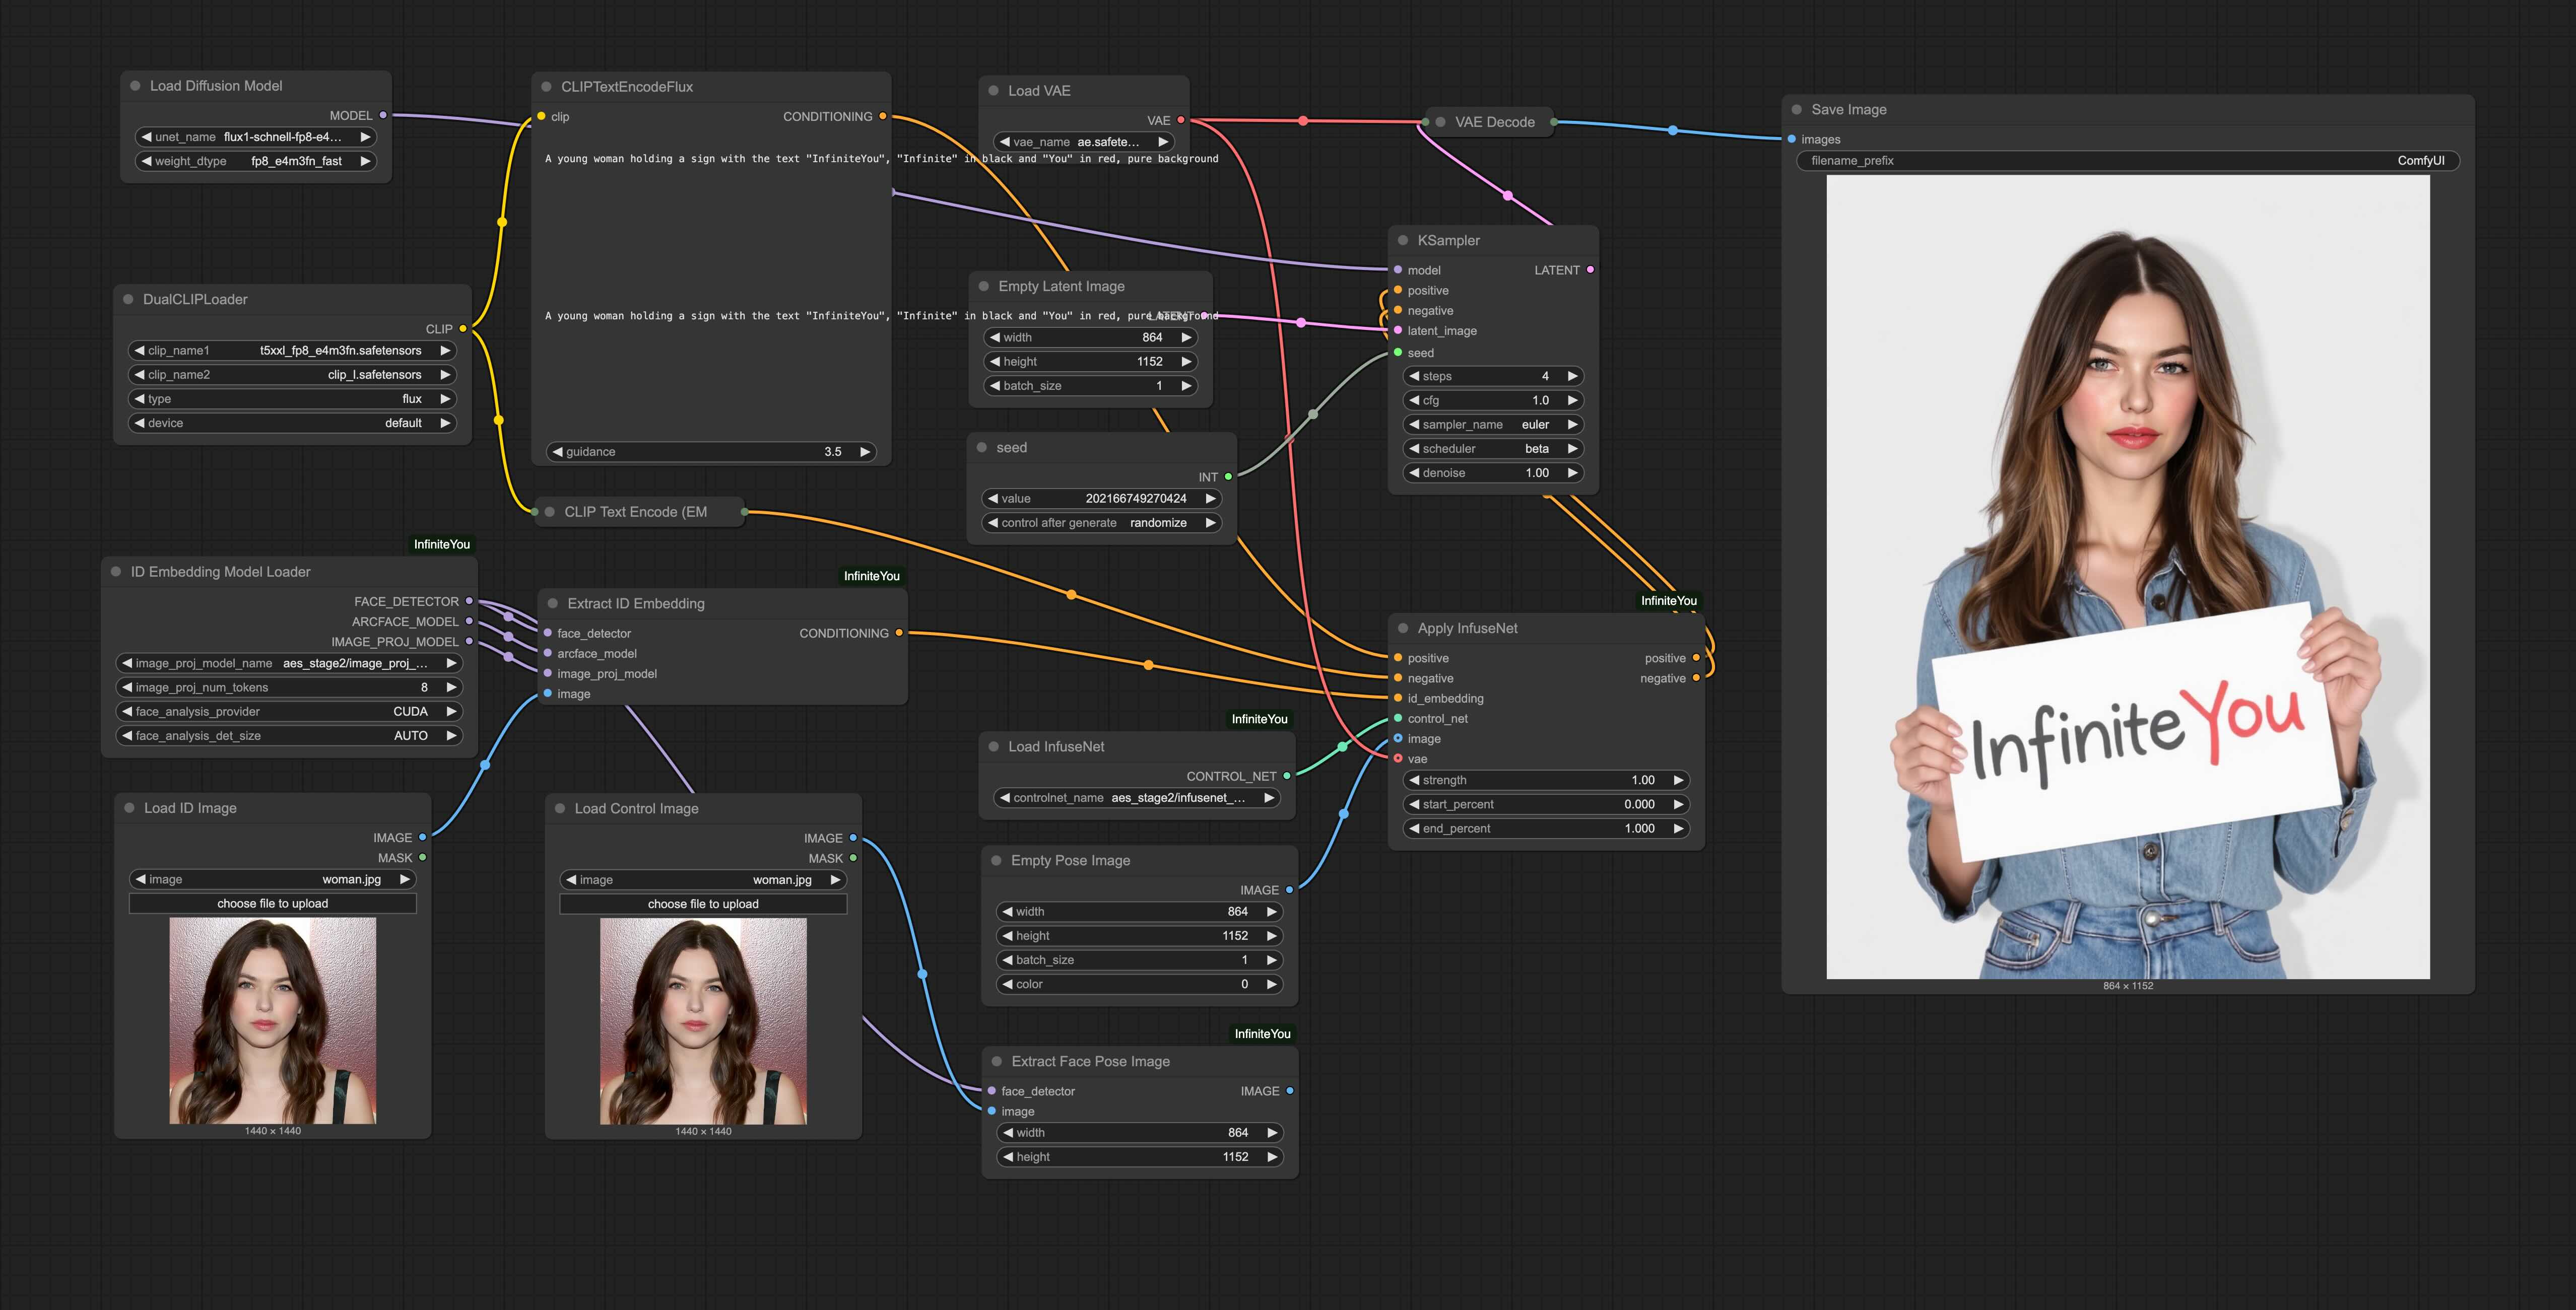 Load Diffusion Model
MODEL
unet_name flux1-schnell-fp8-e4...
weight_dtype fp8_e4m3fn_fast
DualCLIPLoader
CLIP
clip_name1 t5xxl_fp8_e4m3fn.safetensors
clip_name2 clip_l.safetensors
type flux
device default
CLIPTextEncodeFlux
clip CONDITIONING
A young woman holding a sign with the text "InfiniteYou", "Infinite" in black and "You" in red, pure background
A young woman holding a sign with the text "InfiniteYou", "Infinite" in black and "You" in red, pure background
guidance 3.5
CLIP Text Encode (EM
Load VAE
VAE
vae_name ae.safete...
Empty Latent Image
LATENT
width 864
height 1152
batch_size 1
seed
INT
value 202166749270424
control after generate randomize
VAE Decode
KSampler
model LATENT
positive
negative
latent_image
seed
steps 4
cfg 1.0
sampler_name euler
scheduler beta
denoise 1.00
InfiniteYou
ID Embedding Model Loader
FACE_DETECTOR
ARCFACE_MODEL
IMAGE_PROJ_MODEL
image_proj_model_name aes_stage2/image_proj_...
image_proj_num_tokens 8
face_analysis_provider CUDA
face_analysis_det_size AUTO
InfiniteYou
Extract ID Embedding
face_detector CONDITIONING
arcface_model
image_proj_model
image
Load ID Image
IMAGE
MASK
image woman.jpg
choose file to upload
1440 × 1440
Load Control Image
IMAGE
MASK
image woman.jpg
choose file to upload
1440 × 1440
InfiniteYou
Load InfuseNet
CONTROL_NET
controlnet_name aes_stage2/infusenet_...
Empty Pose Image
IMAGE
width 864
height 1152
batch_size 1
color 0
InfiniteYou
Extract Face Pose Image
face_detector IMAGE
image
width 864
height 1152
InfiniteYou
Apply InfuseNet
positive positive
negative negative
id_embedding
control_net
image
vae
strength 1.00
start_percent 0.000
end_percent 1.000
Save Image
images
filename_prefix ComfyUI
InfiniteYou
864 × 1152